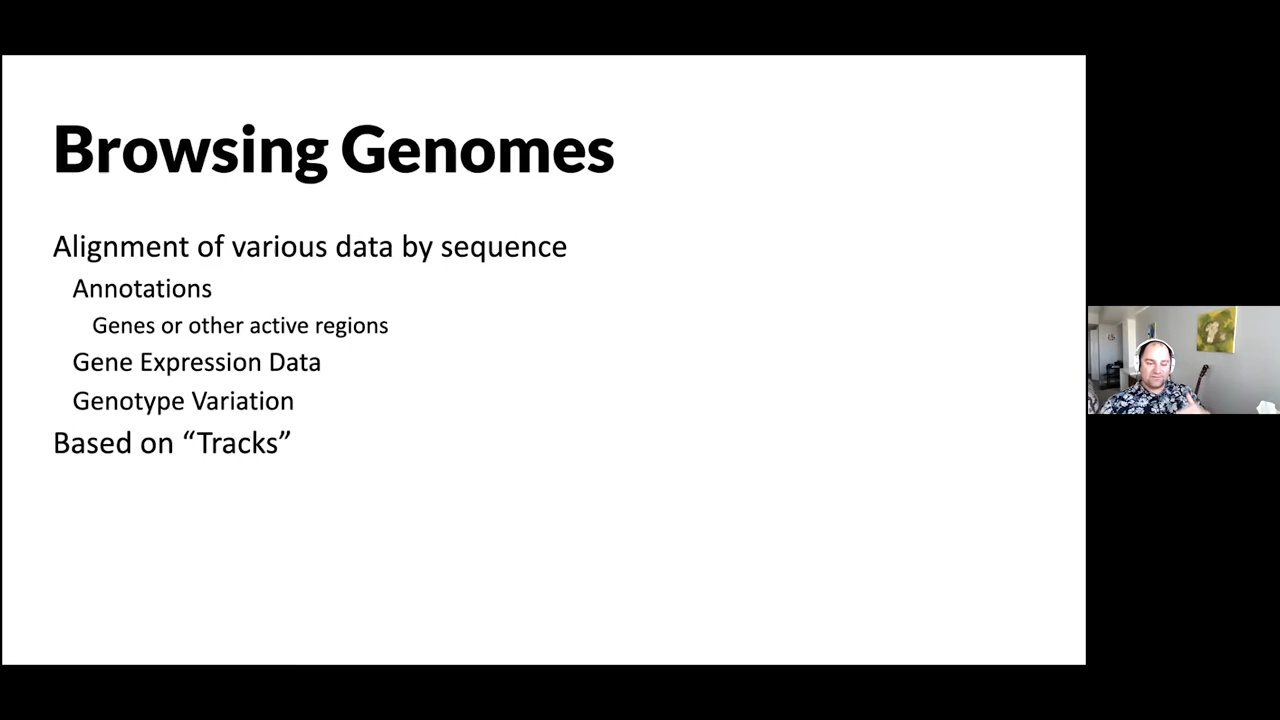 Browsing Genomes
Alignment of various data by sequence
Annotations
Genes or other active regions
Gene Expression Data
Genotype Variation
Based on “Tracks”